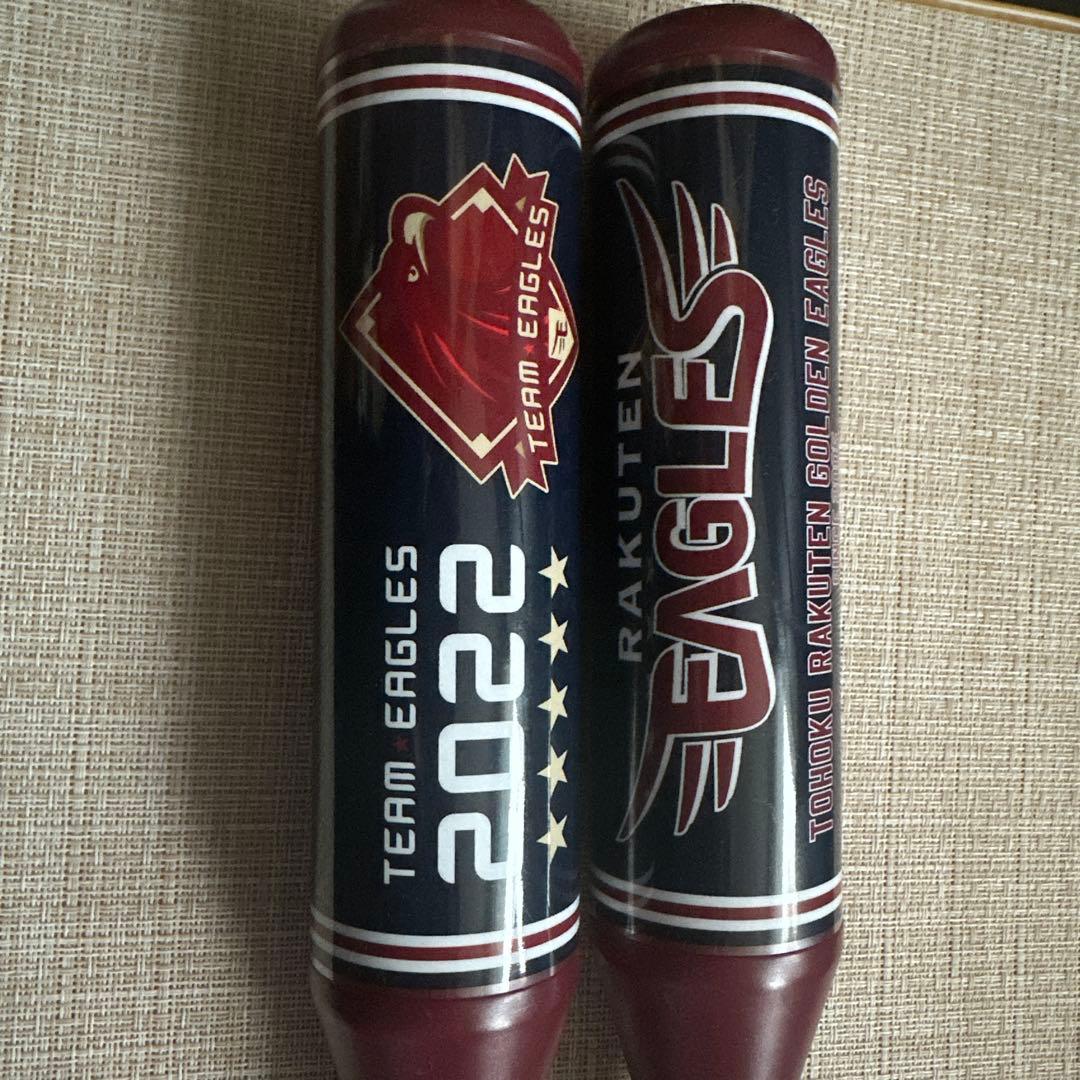 TEAM★EAGLES
E
TEAM★EAGLES
2022
RAKUTEN
EAGLES
TOHOKU RAKUTEN GOLDEN EAGLES